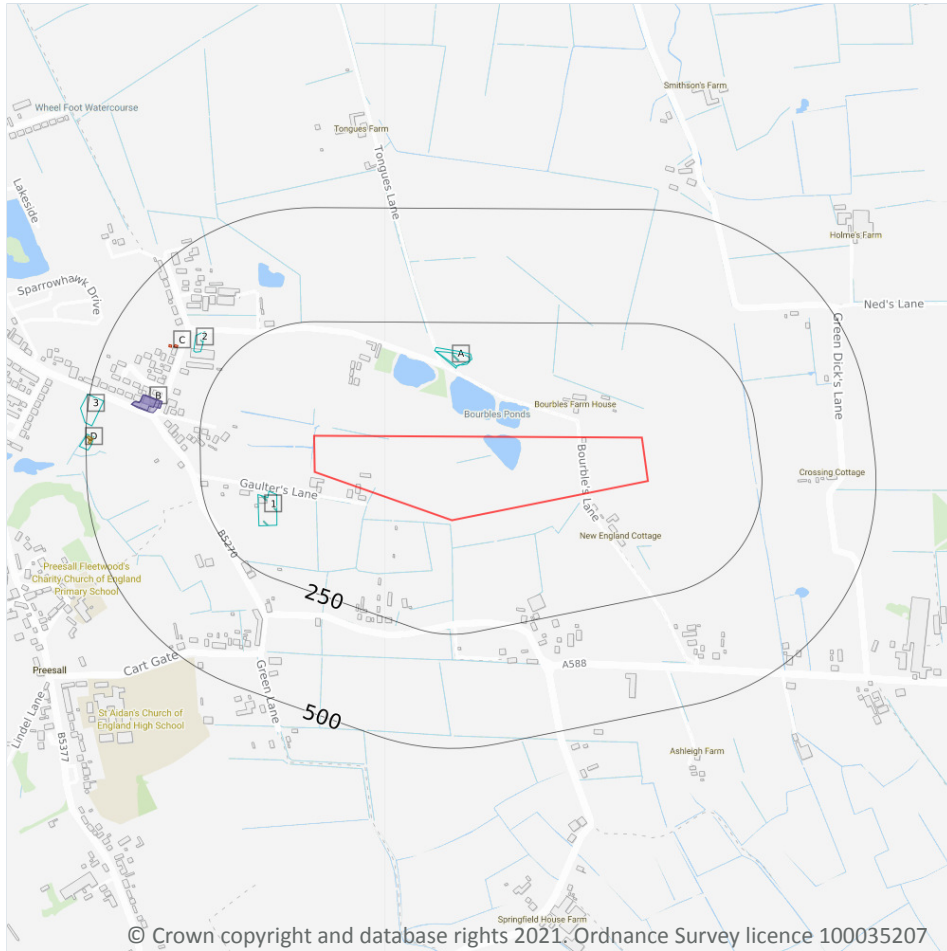 Smithson's Farm
Wheel Foot Watercourse
Tongues Farm
Tongues Lane
Lakeside
Holme's Farm
Sparrowhawk Drive
Ned's Lane
C
2
A
Green Dick's Lane
B
3
Bourbles Farm House
Bourbles Ponds
D
Crossing Cottage
Gaulter's Lane
1
Bourble's Lane
B5270
New England Cottage
Preesall Fleetwood's
Charity Church of England
Primary School
250
Cart Gate
Preesall
A588
Green Lane
Lindel Lane
St Aidan's Church of
England High School
500
B5377
Ashleigh Farm
Springfield House Farm
© Crown copyright and database rights 2021. Ordnance Survey licence 100035207